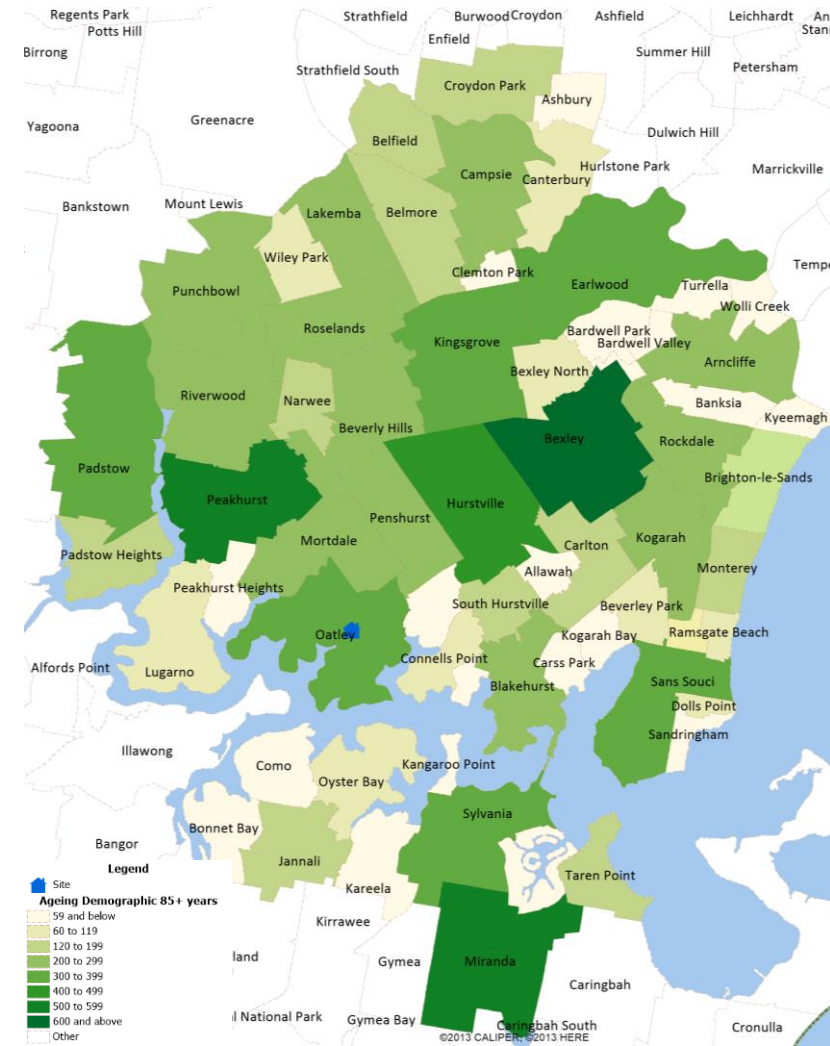 Regents Park
Strathfield
Burwood
Croydon
Ashfield
Leichhardt
An
Potts Hill
Stan
Birrong
Enfield
Summer Hill
Strathfield South
Petersham
Croydon Park
Ashbury
Yagoona
Greenacre
Dulwich Hill
Belfield
Hurlstone Park
Campsie
Canterbury
Marrickville
Bankstown
Mount Lewis
Lakemba
Belmore
Wiley Park
Clemton Park
Tempe
Punchbowl
Earlwood
Turrella
Wolli Creek
Roselands
Kingsgrove
Bardwell Park
Bardwell Valley
Arncliffe
Bexley North
Riverwood
Narwee
Banksia
Kyeemagh
Beverly Hills
Bexley
Rockdale
Padstow
Brighton-le-Sands
Peakhurst
Hurstville
Penshurst
Kogarah
Mortdale
Carlton
Padstow Heights
Monterey
Allawah
Peakhurst Heights
South Hurstville
Beverley Park
Oatley
Kogarah Bay
Ramsgate Beach
Connells Point
Carss Park
Alfords Point
Lugarno
Blakehurst
Sans Souci
Dolls Point
Sandringham
Illawong
Como
Kangaroo Point
Oyster Bay
Sylvania
Bonnet Bay
Bangor
Jannali
Taren Point
Kareela
Kirrawee
land
Gymea
Miranda
Caringbah
l National Park
Gymea Bay
Caringbah South
Cronulla
©2013 CALIPER; ©2013 HERE
Legend
Site
Ageing Demographic 85+ years
59 and below
60 to 119
120 to 199
200 to 299
300 to 399
400 to 499
500 to 599
600 and above
Other